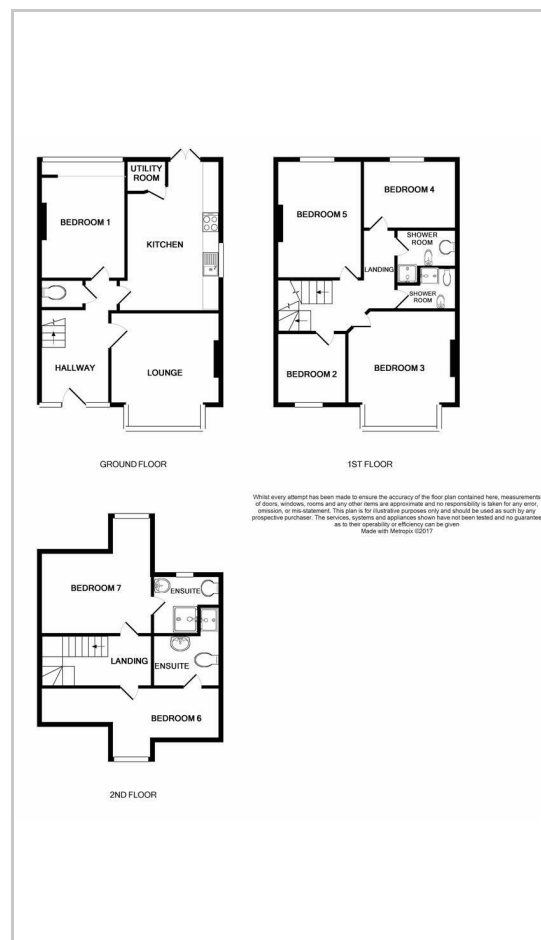 UTILITY
ROOM
BEDROOM 1
KITCHEN
HALLWAY
LOUNGE
GROUND FLOOR
BEDROOM 5
BEDROOM 4
SHOWER
ROOM
LANDING
SHOWER
ROOM
BEDROOM 2
BEDROOM 3
1ST FLOOR
Whilst every attempt has been made to ensure the accuracy of the floor plan contained here, measurements
of doors, windows, rooms and any other items are approximate and no responsibility is taken for any error,
omission, or mis-statement. This plan is for illustrative purposes only and should be used as such by any
prospective purchaser. The services, systems and appliances shown have not been tested and no guarantee
as to their operability or efficiency can be given
Made with Metropix ©2017
BEDROOM 7
ENSUITE
LANDING
ENSUITE
BEDROOM 6
2ND FLOOR